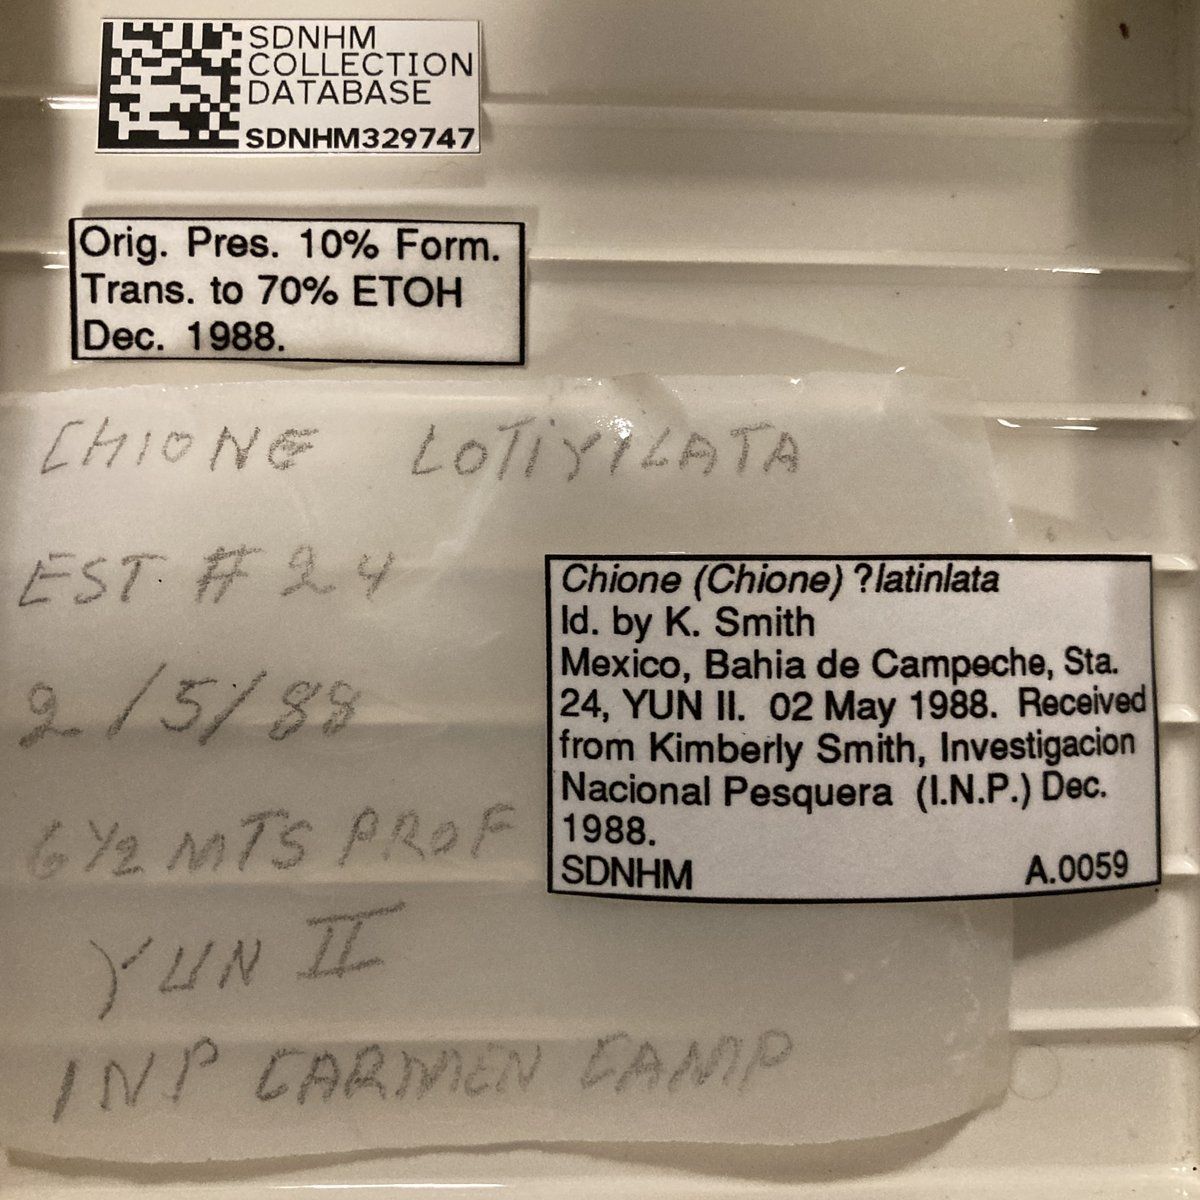 SDNHM
COLLECTION
DATABASE
SDNHM329747
Orig. Pres. 10% Form.
Trans. to 70% ETOH
Dec. 1988.
CHIONE LOTIYILATA
EST # 24
2/5/88
6 1/2 MTS PROF
YUN II
INP CARMEN CAMP
Chione (Chione) ?latinlata
Id. by K. Smith
Mexico, Bahia de Campeche, Sta.
24, YUN II. 02 May 1988. Received
from Kimberly Smith, Investigacion
Nacional Pesquera (I.N.P.) Dec.
1988.
SDNHM A.0059